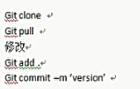 Git clone
Git pull
修改
Git add .
Git commit –m ‘version’